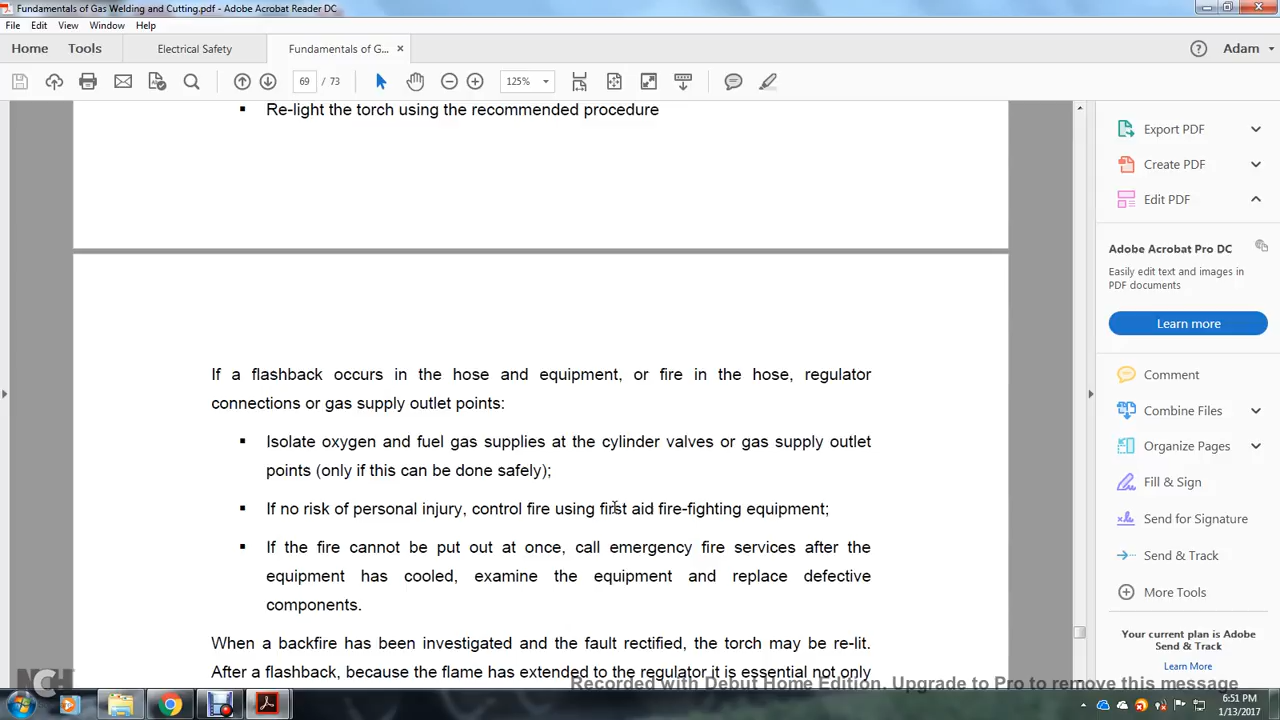 Fundamentals of Gas Welding and Cutting.pdf - Adobe Acrobat Reader DC
File Edit View Window Help
Home Tools Electrical Safety Fundamentals of G... × Adam
69 / 73 125%
▪ Re-light the torch using the recommended procedure
If a flashback occurs in the hose and equipment, or fire in the hose, regulator
connections or gas supply outlet points:
▪ Isolate oxygen and fuel gas supplies at the cylinder valves or gas supply outlet
points (only if this can be done safely);
▪ If no risk of personal injury, control fire using first aid fire-fighting equipment;
▪ If the fire cannot be put out at once, call emergency fire services after the
equipment has cooled, examine the equipment and replace defective
components.
When a backfire has been investigated and the fault rectified, the torch may be re-lit.
After a flashback, because the flame has extended to the regulator it is essential not only
Export PDF
Create PDF
Edit PDF
Adobe Acrobat Pro DC
Easily edit text and images in
PDF documents
Learn more
Comment
Combine Files
Organize Pages
Fill & Sign
Send for Signature
Send & Track
More Tools
Your current plan is Adobe
Send & Track
Learn More
NCH
Recorded with Debut Home Edition. Upgrade to Pro to remove this message
6:51 PM
1/13/2017